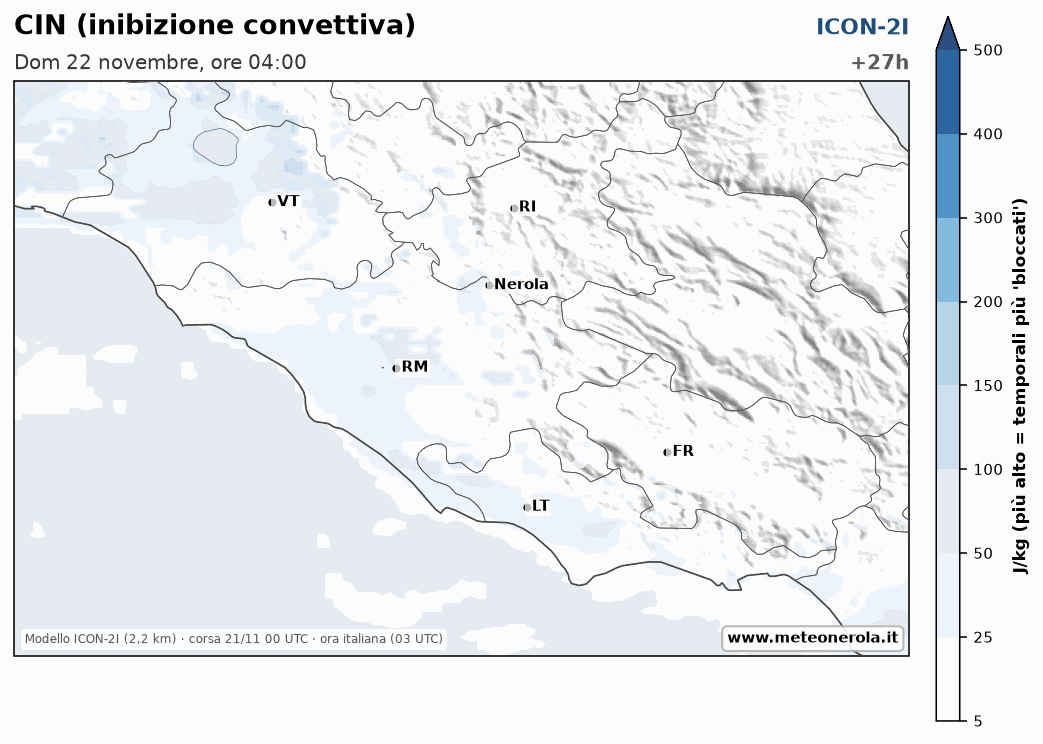 CIN (inibizione convettiva)
ICON-2I
Dom 22 novembre, ore 04:00
+27h
VT
RI
Nerola
RM
FR
LT
Modello ICON-2I (2,2 km) · corsa 21/11 00 UTC · ora italiana (03 UTC)
www.meteonerola.it
500
400
300
200
150
100
50
25
5
J/kg (più alto = temporali più 'bloccati')